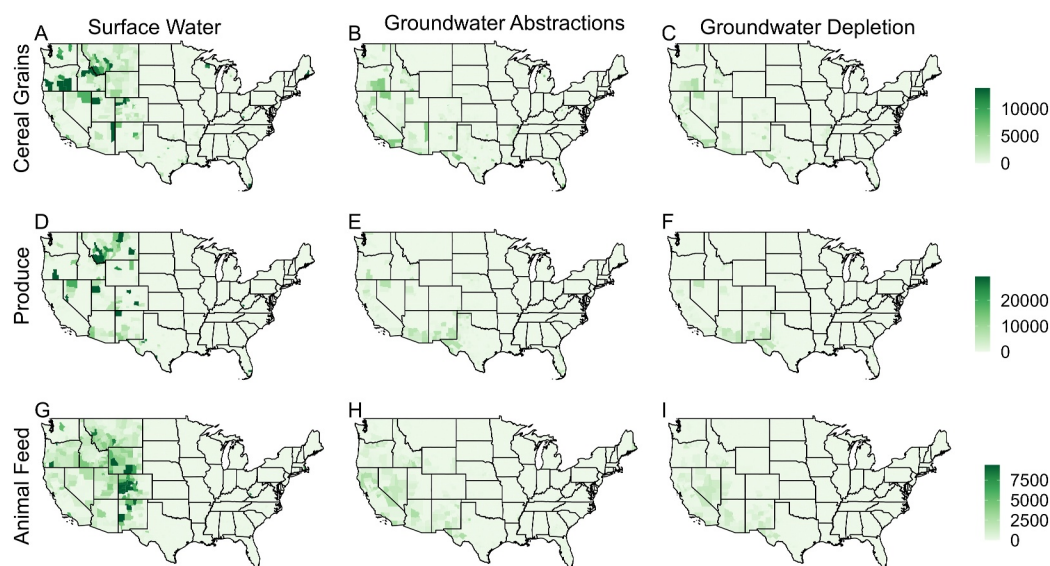 Surface Water
Groundwater Abstractions
Groundwater Depletion
A
B
C
Cereal Grains
10000
5000
0
D
E
F
Produce
20000
10000
0
G
H
I
Animal Feed
7500
5000
2500
0